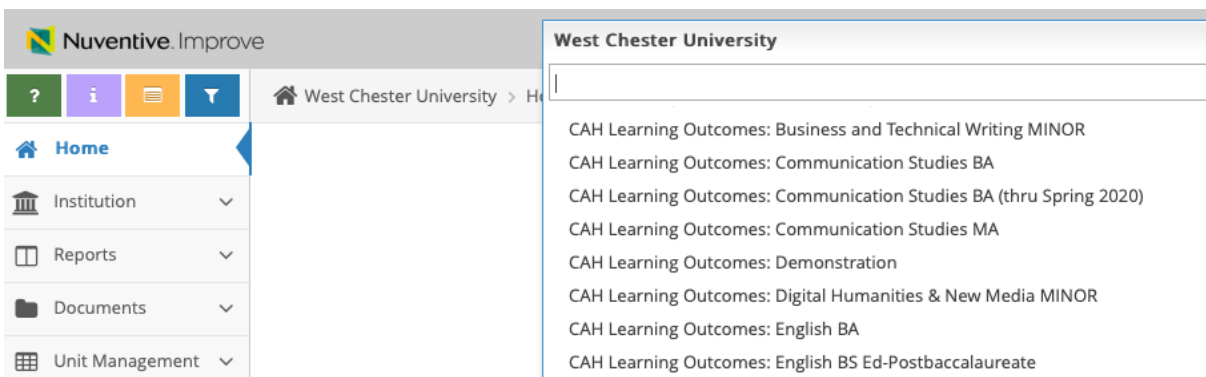 Nuventive. Improve
West Chester University
? i
West Chester University > H
Home
Institution
Reports
Documents
Unit Management
CAH Learning Outcomes: Business and Technical Writing MINOR
CAH Learning Outcomes: Communication Studies BA
CAH Learning Outcomes: Communication Studies BA (thru Spring 2020)
CAH Learning Outcomes: Communication Studies MA
CAH Learning Outcomes: Demonstration
CAH Learning Outcomes: Digital Humanities & New Media MINOR
CAH Learning Outcomes: English BA
CAH Learning Outcomes: English BS Ed-Postbaccalaureate